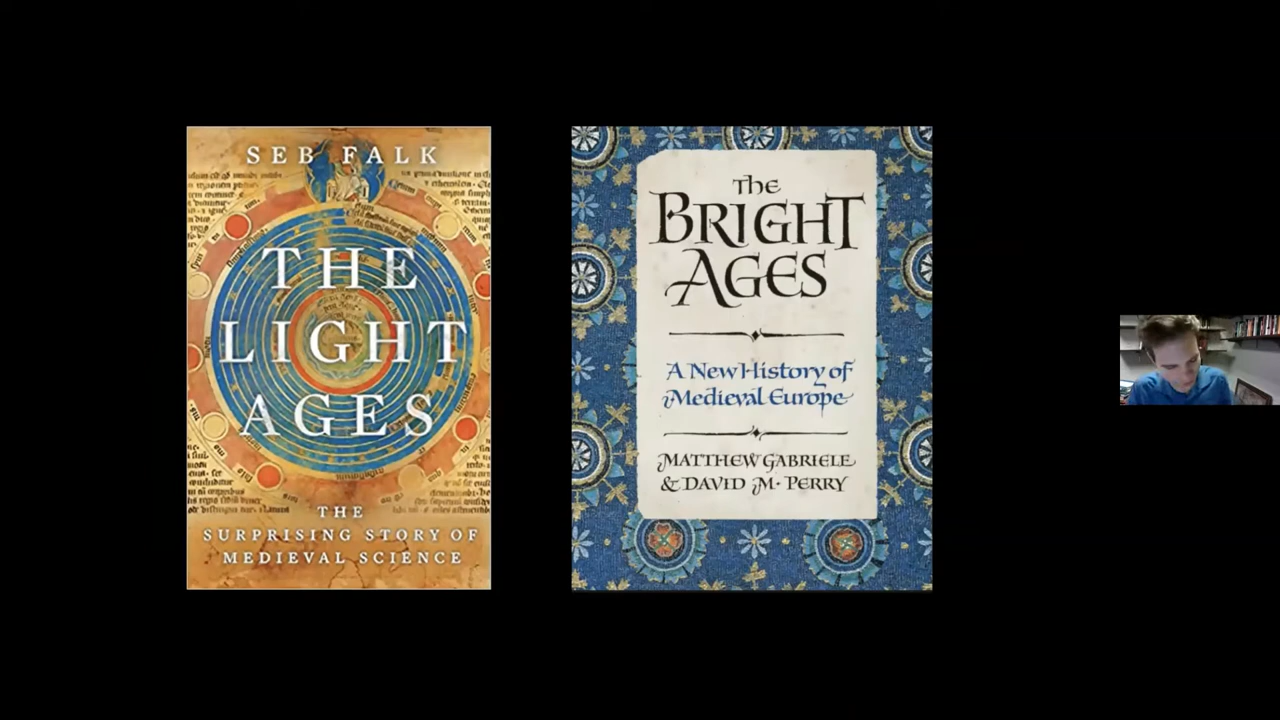 SEB FALK
THE
LIGHT
AGES
THE
SURPRISING STORY OF
MEDIEVAL SCIENCE
The
BRIGHT
AGES
A New History of
Medieval Europe
MATTHEW GABRIELE
& DAVID M. PERRY